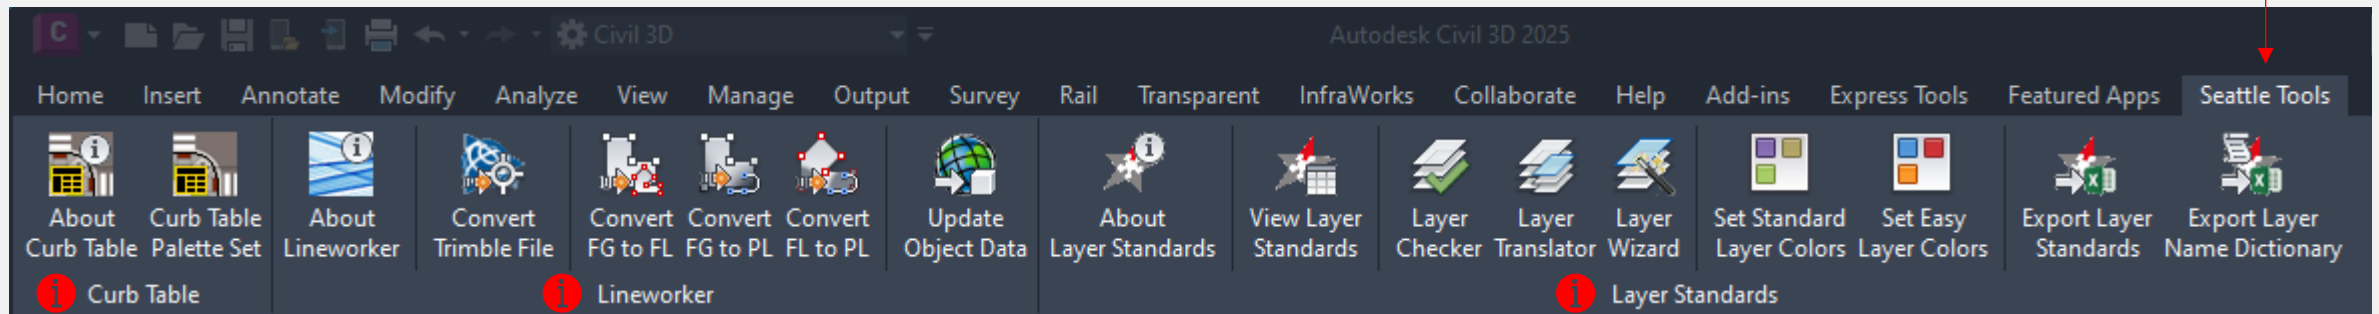 C
Civil 3D
Autodesk Civil 3D 2025
Home Insert Annotate Modify Analyze View Manage Output Survey Rail Transparent InfraWorks Collaborate Help Add-ins Express Tools Featured Apps Seattle Tools
About Curb Table Palette Set About Convert Convert Convert Convert Update About View Layer Layer Layer Layer Set Standard Set Easy Export Layer Export Layer
Curb Table Palette Set Lineworker Trimble File FG to FL FG to PL FL to PL Object Data Layer Standards Standards Checker Translator Wizard Layer Colors Layer Colors Standards Name Dictionary
i Curb Table i Lineworker i Layer Standards